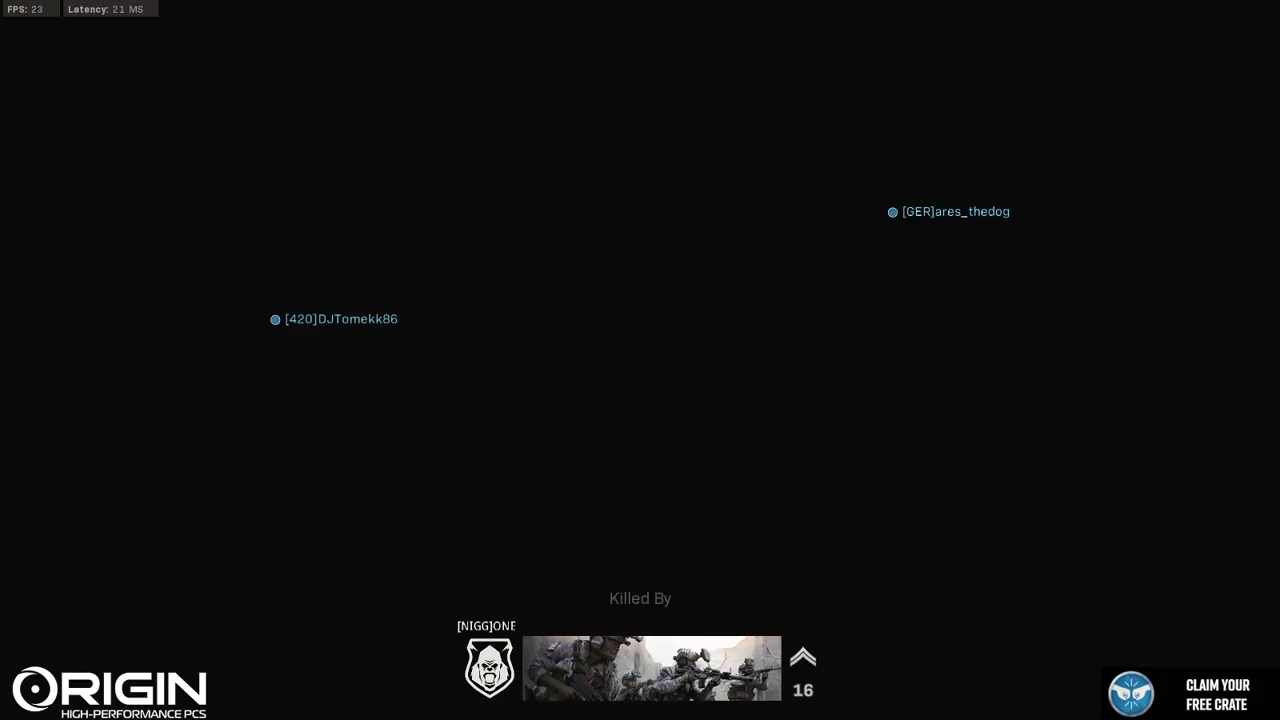 FPS: 23 Latency: 21 MS
[GER]ares_thedog
[420]DJTomekk86
Killed By
[NIGG]ONE
16
ORIGIN
HIGH-PERFORMANCE PCS
CLAIM YOUR
FREE CRATE